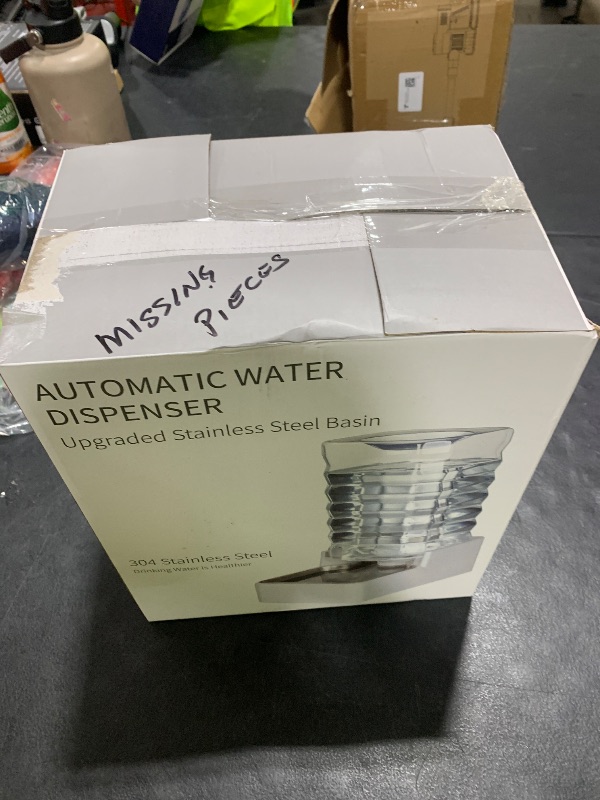 MISSING
PIECES
AUTOMATIC WATER
DISPENSER
Upgraded Stainless Steel Basin
304 Stainless Steel
Drinking Water Is Healthier